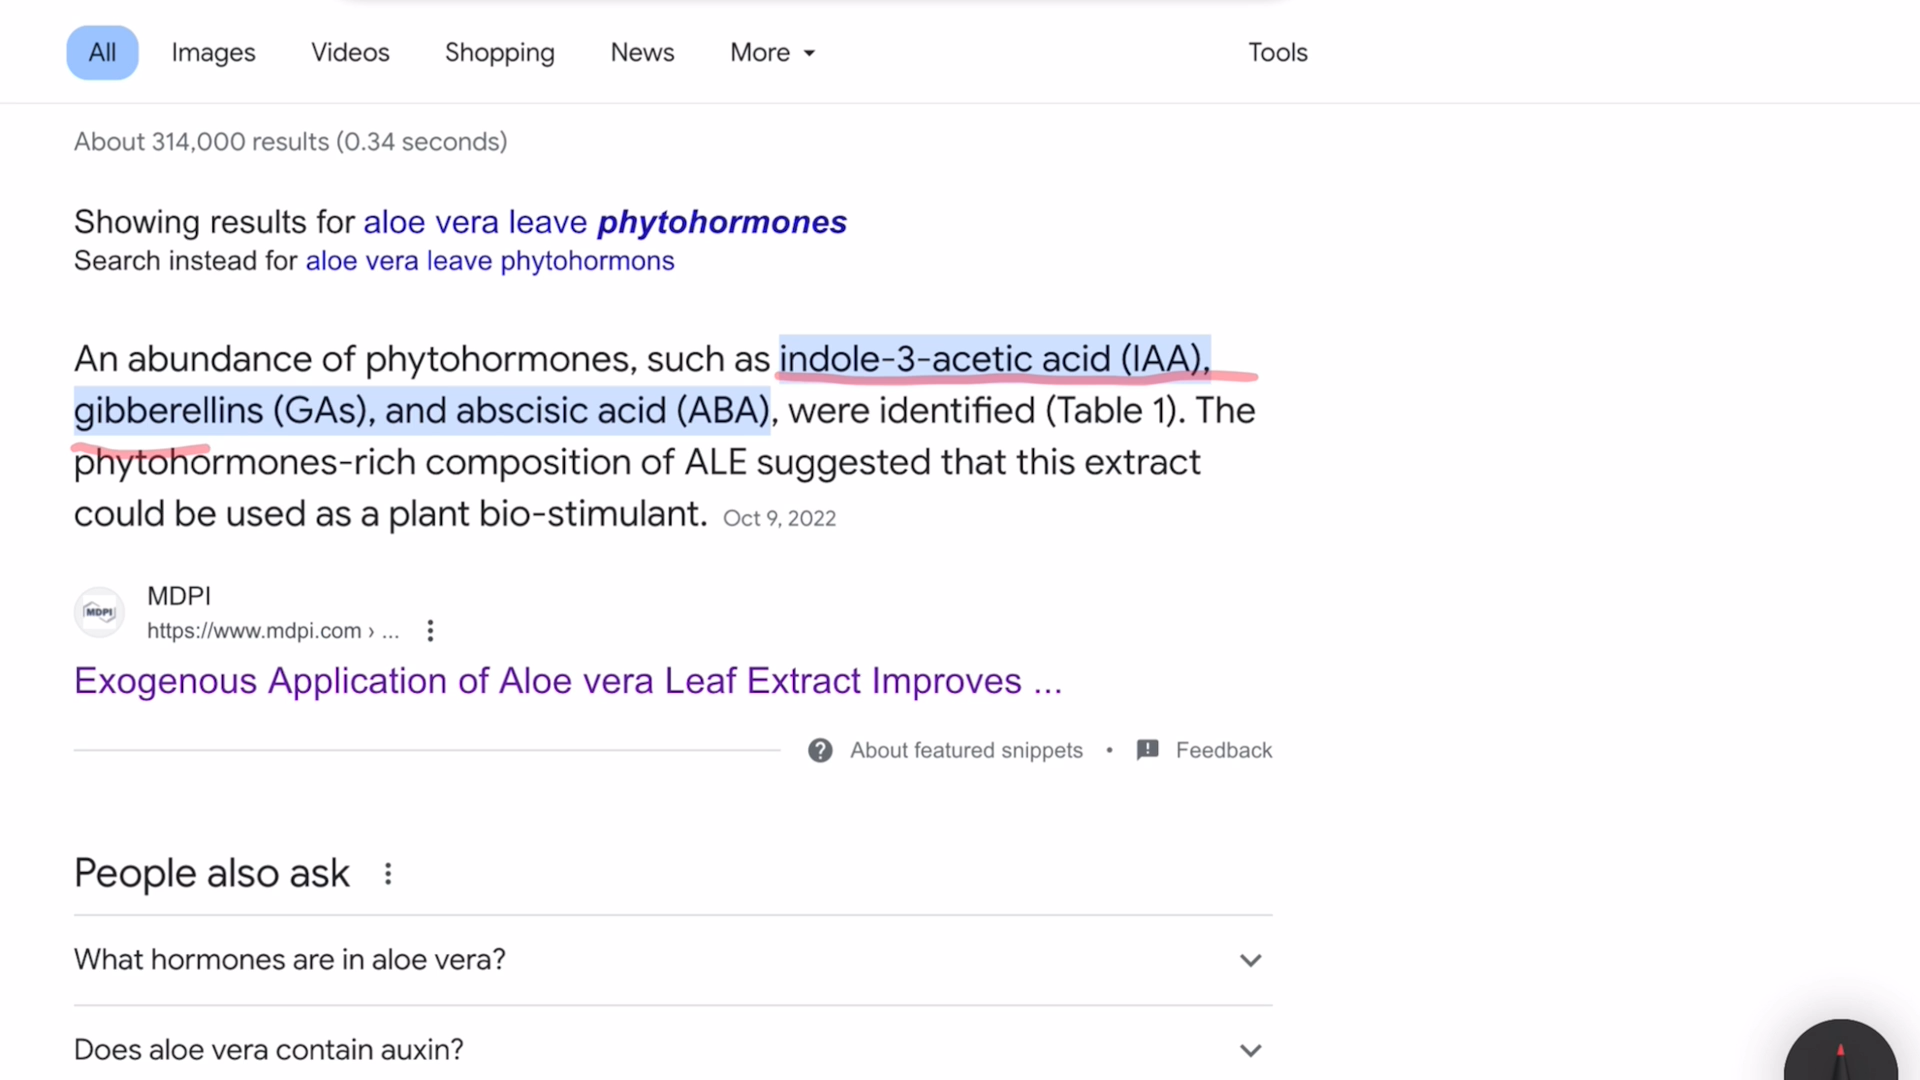 All Images Videos Shopping News More Tools
About 314,000 results (0.34 seconds)
Showing results for aloe vera leave phytohormones
Search instead for aloe vera leave phytohormons
An abundance of phytohormones, such as indole-3-acetic acid (IAA),
gibberellins (GAs), and abscisic acid (ABA), were identified (Table 1). The
phytohormones-rich composition of ALE suggested that this extract
could be used as a plant bio-stimulant. Oct 9, 2022
MDPI
MDPI
https://www.mdpi.com › ...
Exogenous Application of Aloe vera Leaf Extract Improves ...
About featured snippets • Feedback
People also ask
What hormones are in aloe vera?
Does aloe vera contain auxin?